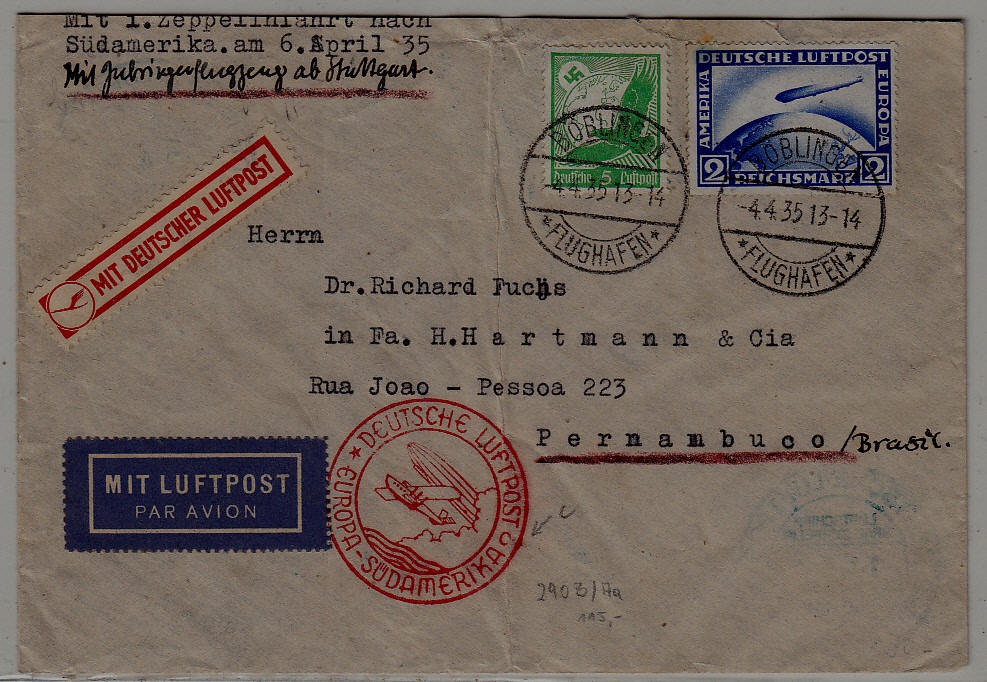 Mit 1.Zeppelinfahrt nach
Südamerika.am 6.April 35
Mit Zubringerflugzeug ab Stuttgart.
DEUTSCHE LUFTPOST
AMERIKA
EUROPA
2 REICHSMARK 2
Deutsche 5 Luftpost
BÖBLINGEN
-4.4.35 13-14
*FLUGHAFEN*
BÖBLINGEN
-4.4.35 13-14
*FLUGHAFEN*
MIT DEUTSCHER LUFTPOST
Herrn
Dr.Richard Fuchs
in Fa. H.Hartmann & Cia
Rua Joao - Pessoa 223
Pernambuco/Brasil.
MIT LUFTPOST
PAR AVION
* DEUTSCHE LUFTPOST
EUROPA-SÜDAMERIKA
c
2903/Aa
115,-